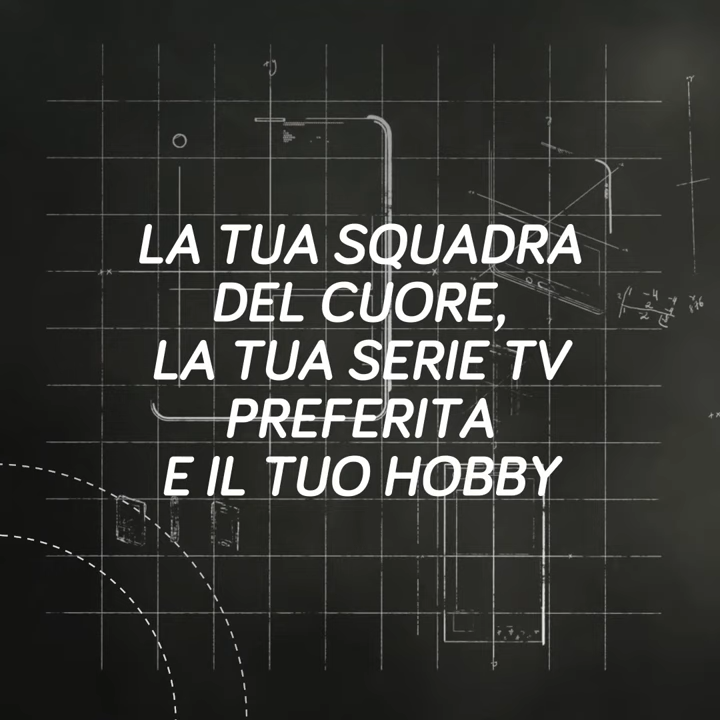 LA TUA SQUADRA
DEL CUORE,
LA TUA SERIE TV
PREFERITA
E IL TUO HOBBY